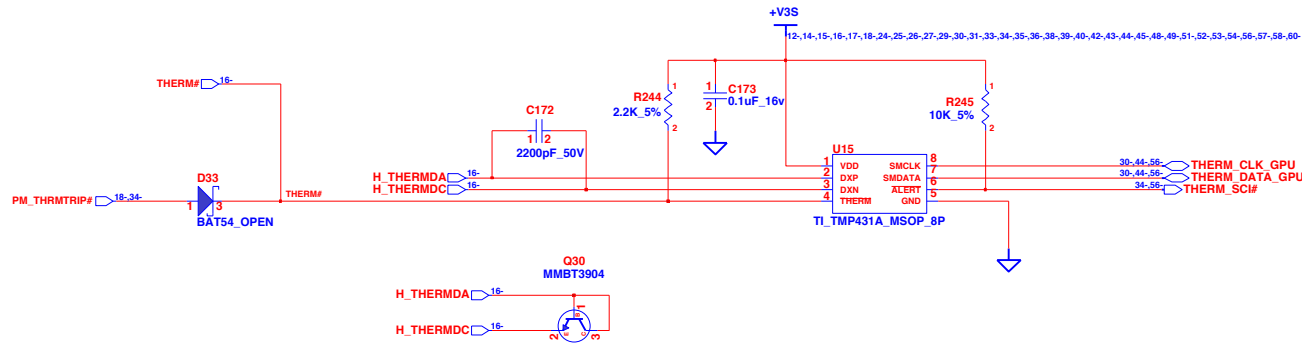 +V3S
12-,14-,15-,16-,17-,18-,24-,25-,26-,27-,29-,30-,31-,33-,34-,35-,36-,38-,39-,40-,42-,43-,44-,45-,48-,49-,51-,52-,53-,54-,56-,57-,58-,60-
THERM#
16-
C172
1 2
2200pF_50V
R244
2.2K_5%
1
2
1
2
C173
0.1uF_16v
R245
10K_5%
1
2
U15
1 VDD SMCLK 8
2 DXP SMDATA 7
3 DXN ALERT 6
4 THERM GND 5
TI_TMP431A_MSOP_8P
H_THERMDA 16-
H_THERMDC 16-
30-,44-,56- THERM_CLK_GPU
30-,44-,56- THERM_DATA_GPU
34-,56- THERM_SCI#
D33
PM_THRMTRIP# 18-,34-
1 3
THERM#
BAT54_OPEN
Q30
MMBT3904
H_THERMDA 16-
1
B
H_THERMDC 16-
2 E C 3